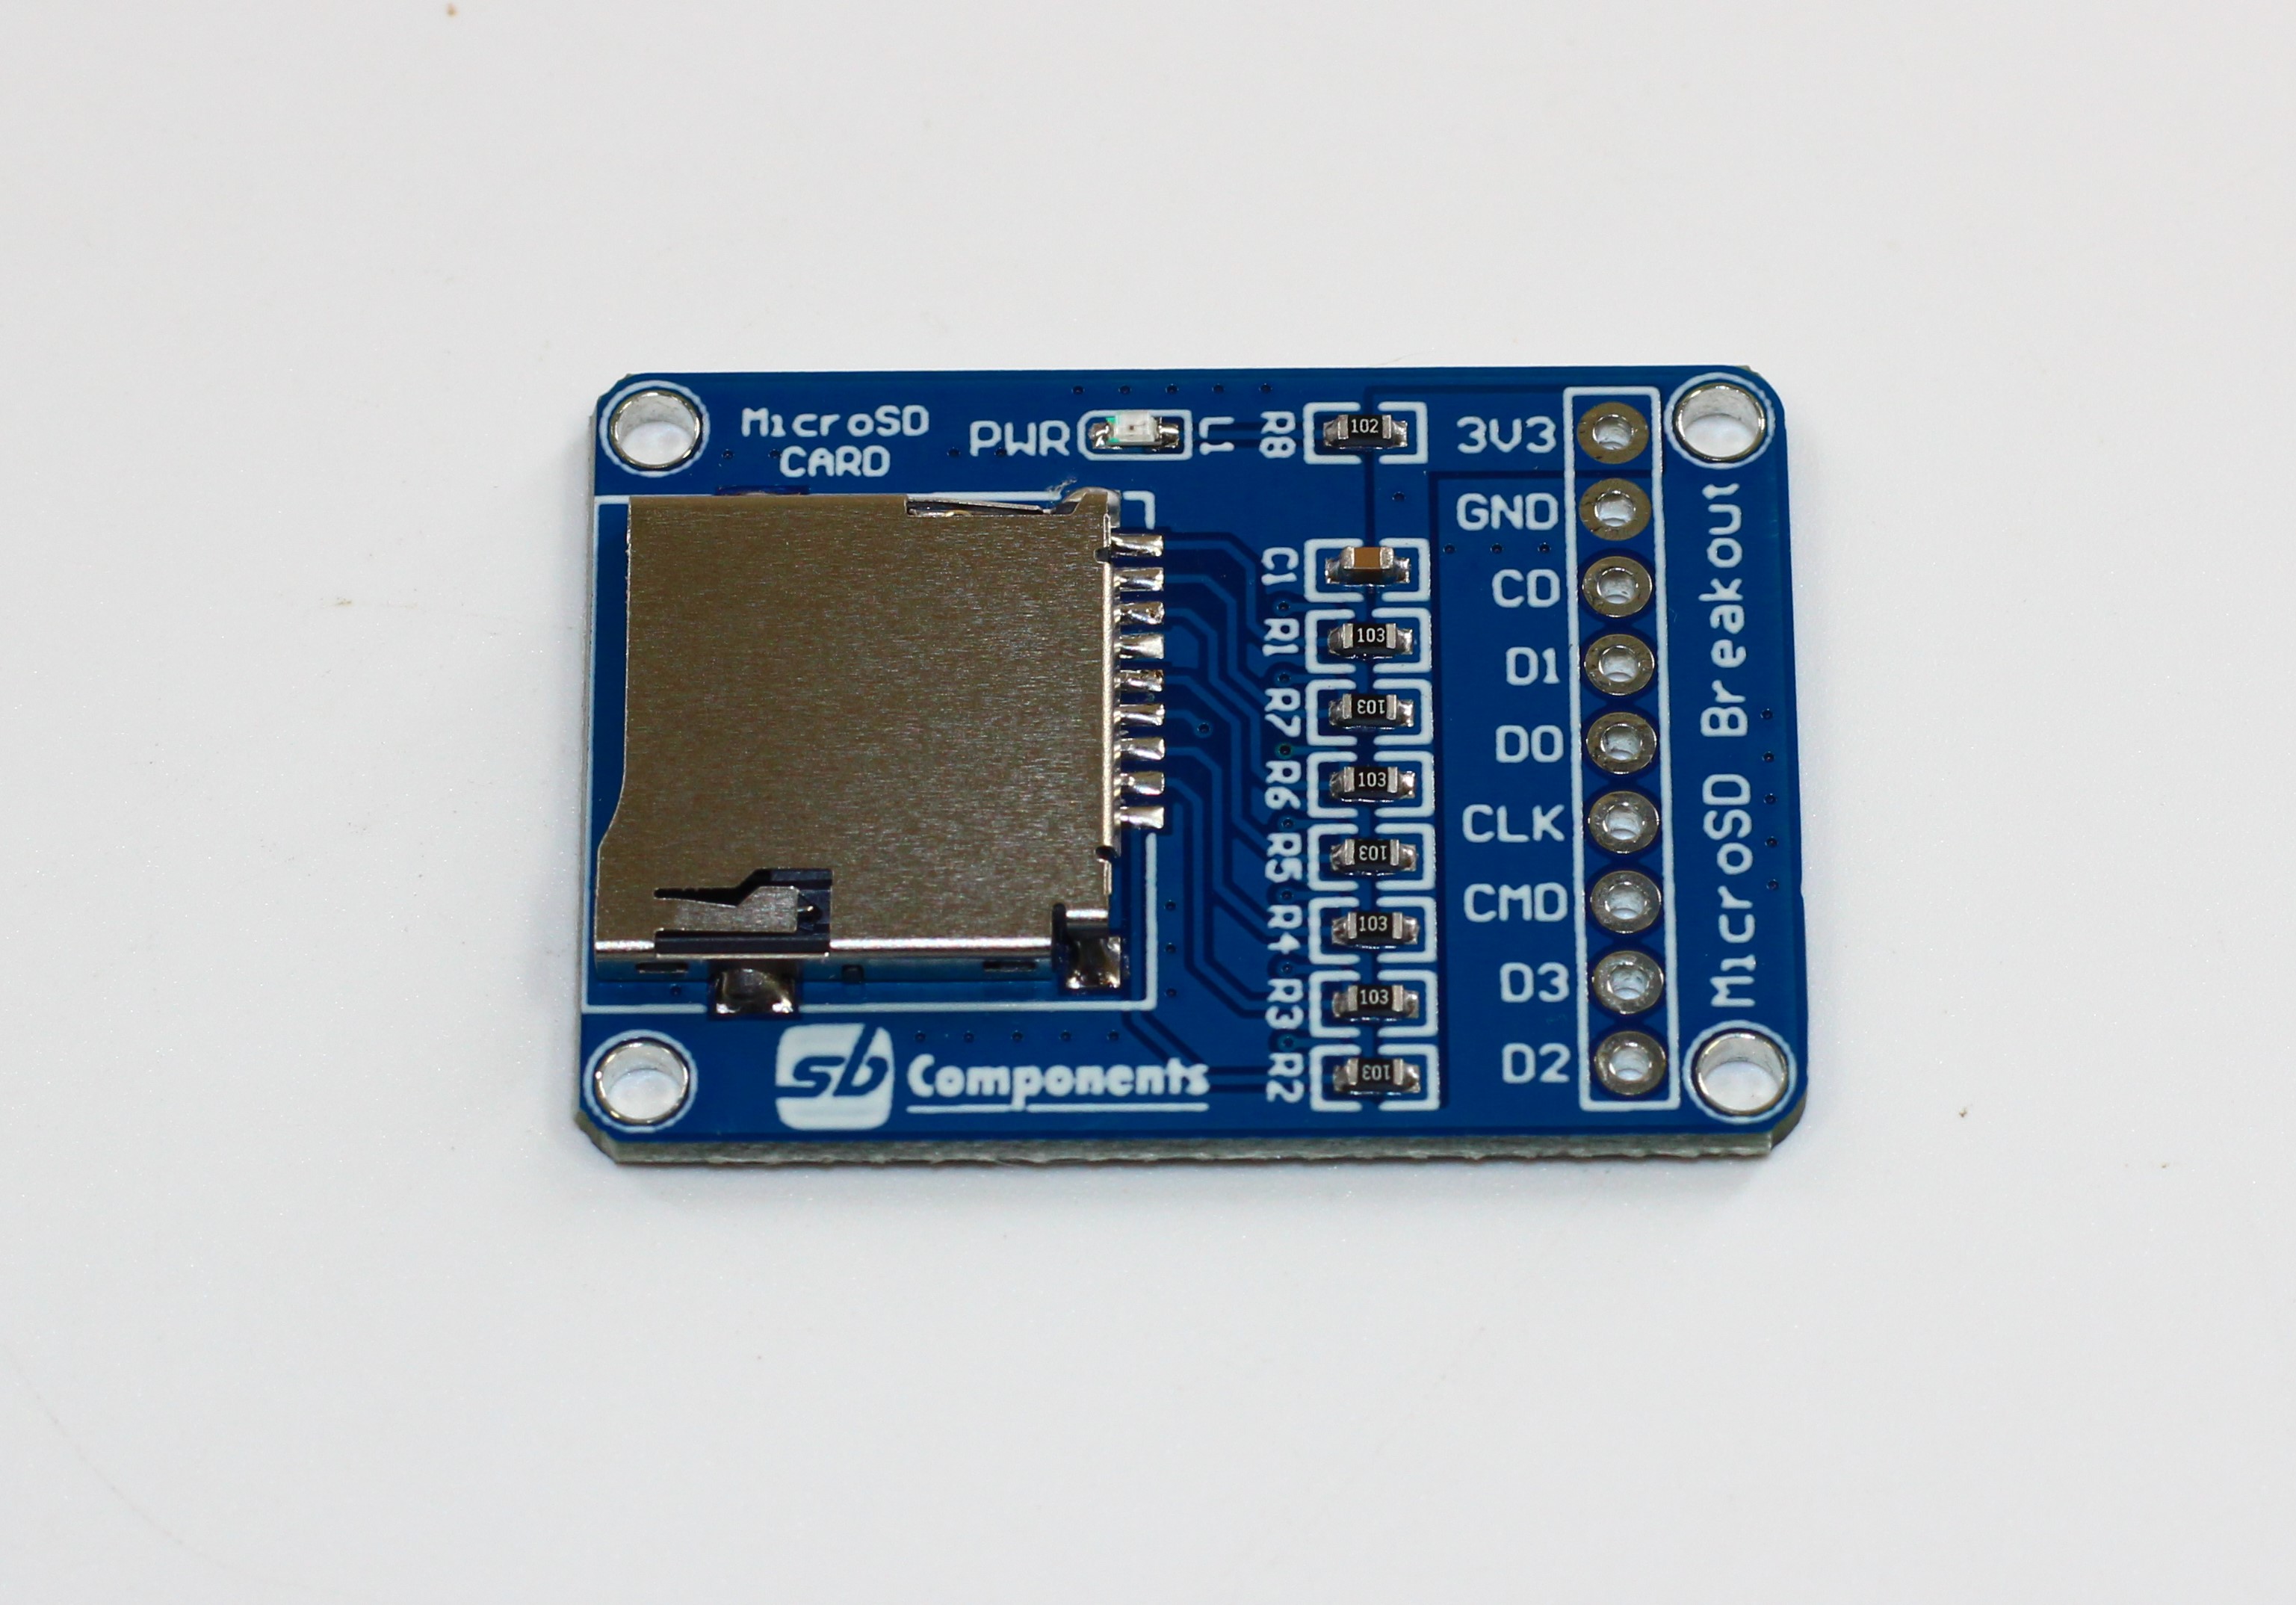 MicroSD
CARD
PWR
L1
R8
102
3V3
GND
C1
CD
R1
103
D1
R7
103
D0
R6
103
CLK
R5
103
CMD
R4
103
D3
R3
103
D2
R2
103
MicroSD Breakout
sb Components